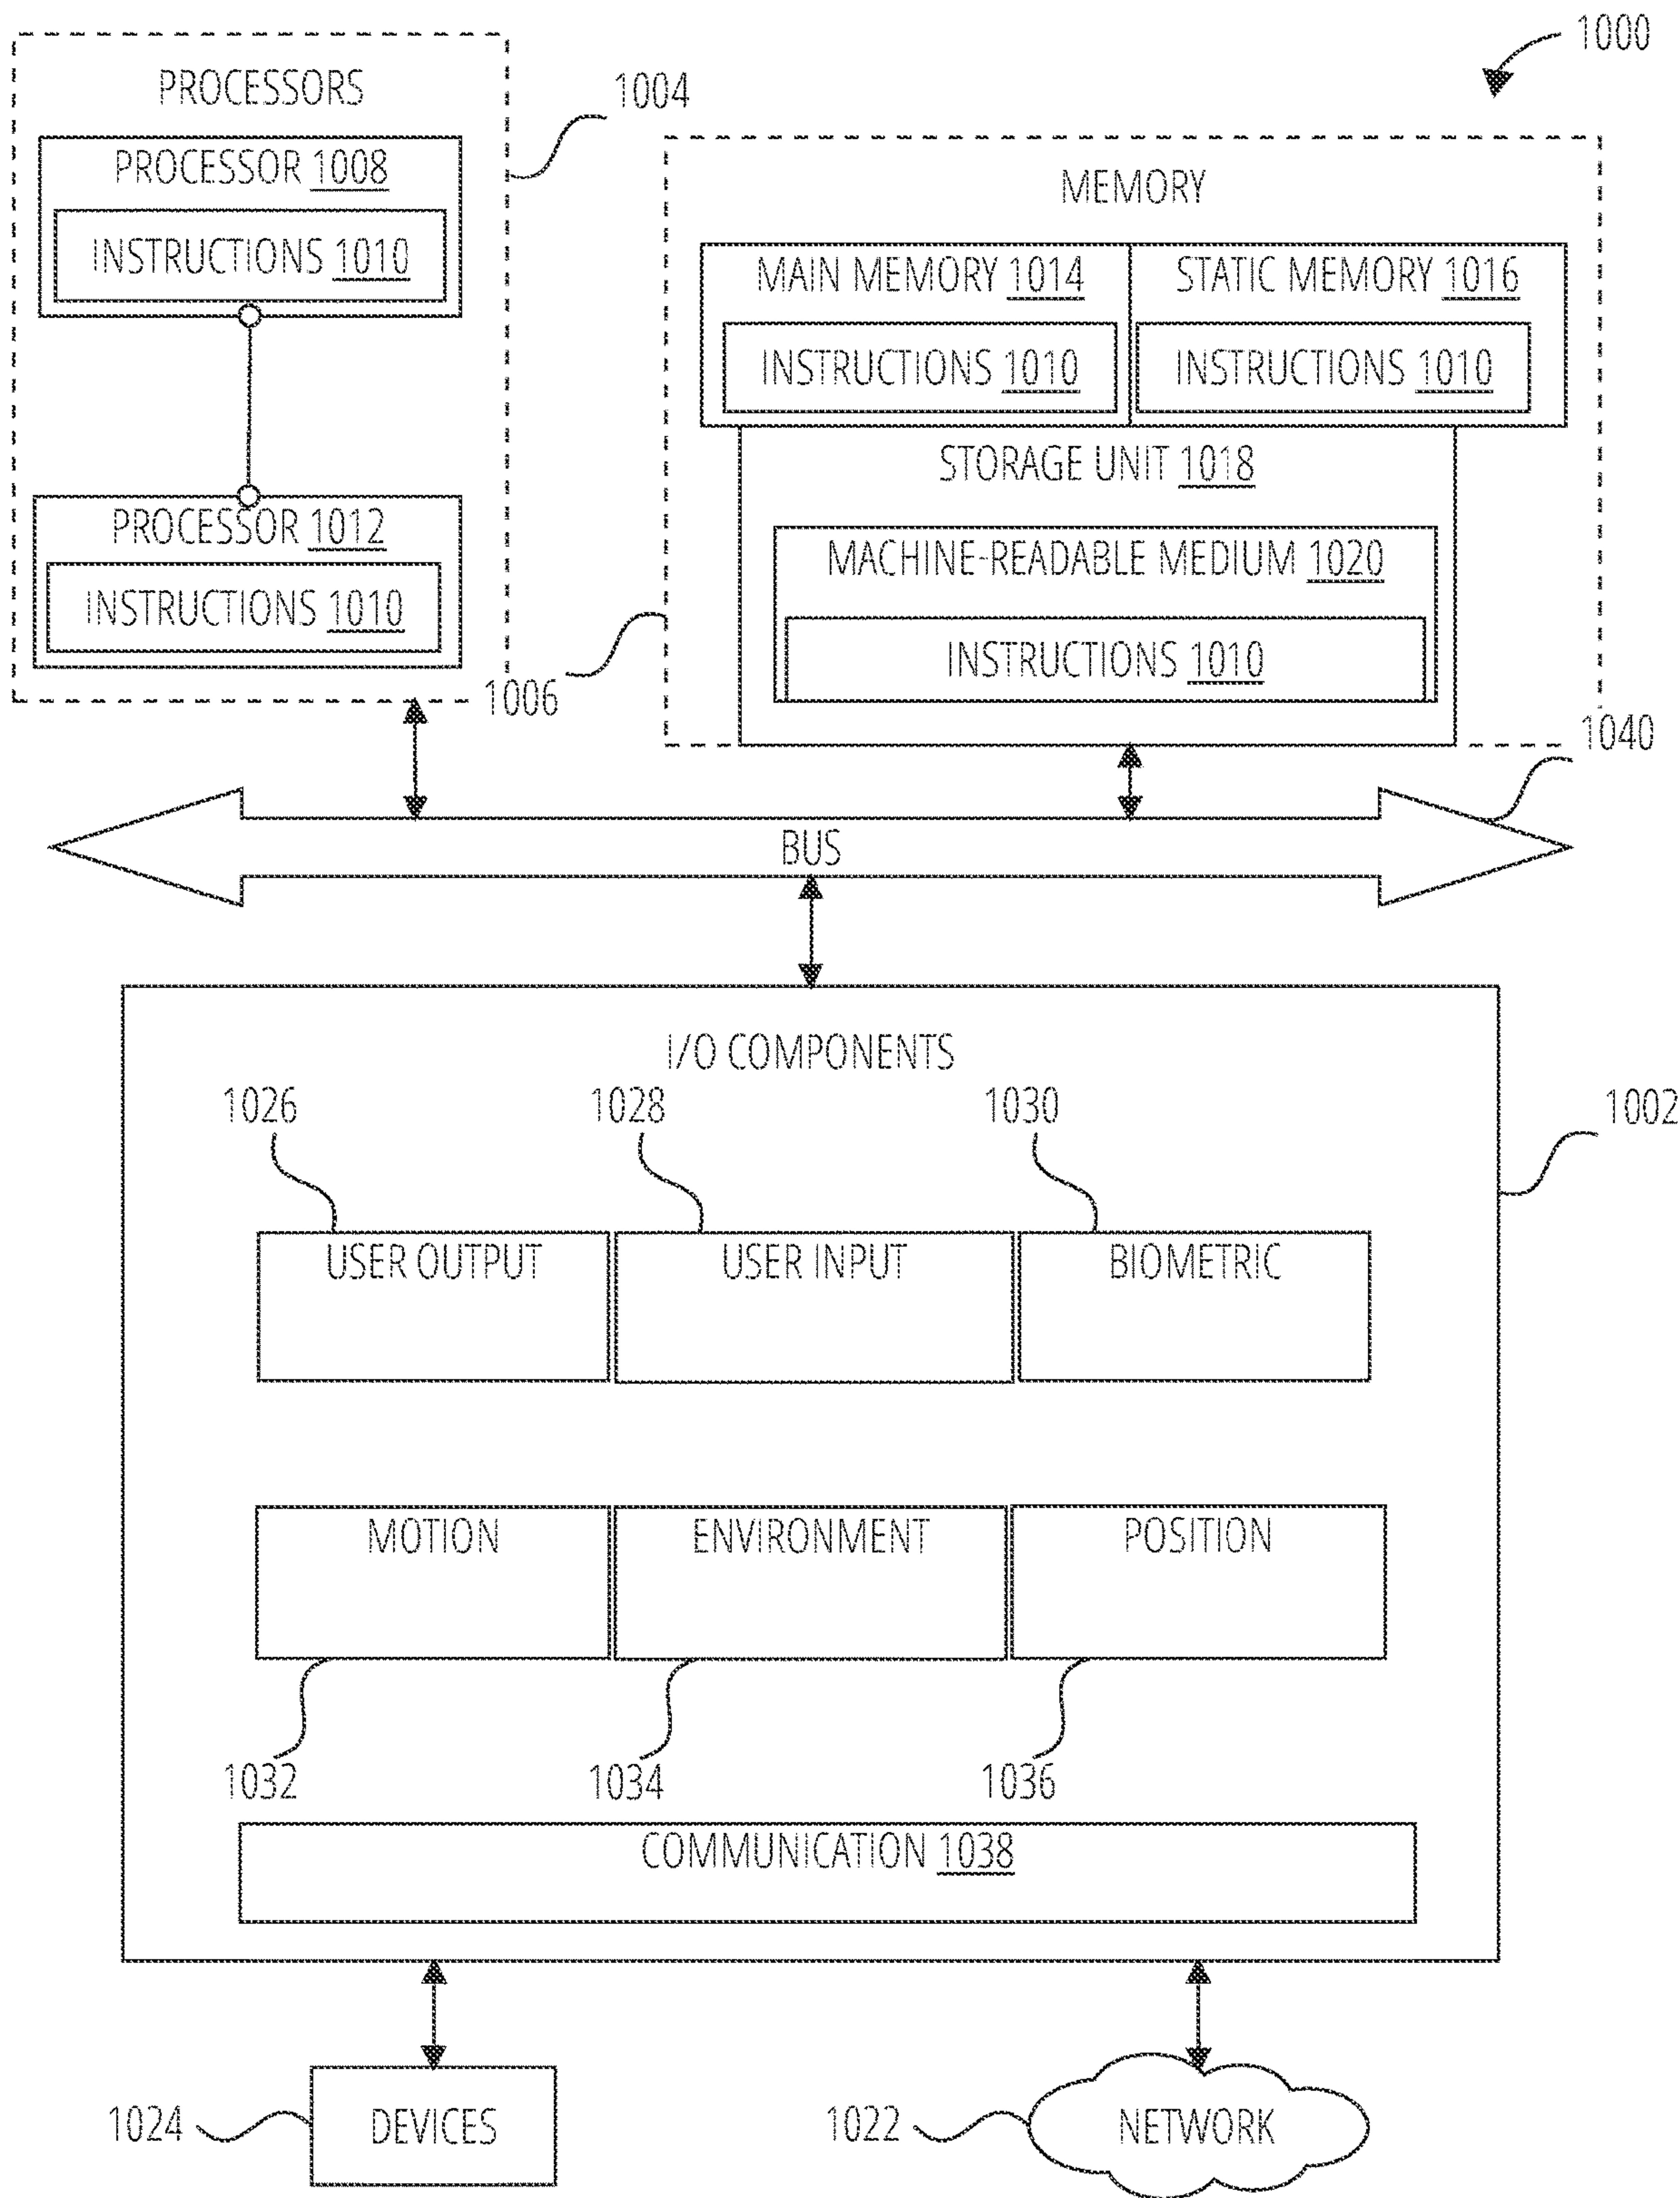 1000
PROCESSORS
1004
PROCESSOR 1008
INSTRUCTIONS 1010
PROCESSOR 1012
INSTRUCTIONS 1010
MEMORY
MAIN MEMORY 1014
INSTRUCTIONS 1010
STATIC MEMORY 1016
INSTRUCTIONS 1010
STORAGE UNIT 1018
MACHINE-READABLE MEDIUM 1020
INSTRUCTIONS 1010
1006
1040
BUS
I/O COMPONENTS
1002
1026
1028
1030
USER OUTPUT
USER INPUT
BIOMETRIC
MOTION
ENVIRONMENT
POSITION
1032
1034
1036
COMMUNICATION 1038
1024
DEVICES
1022
NETWORK